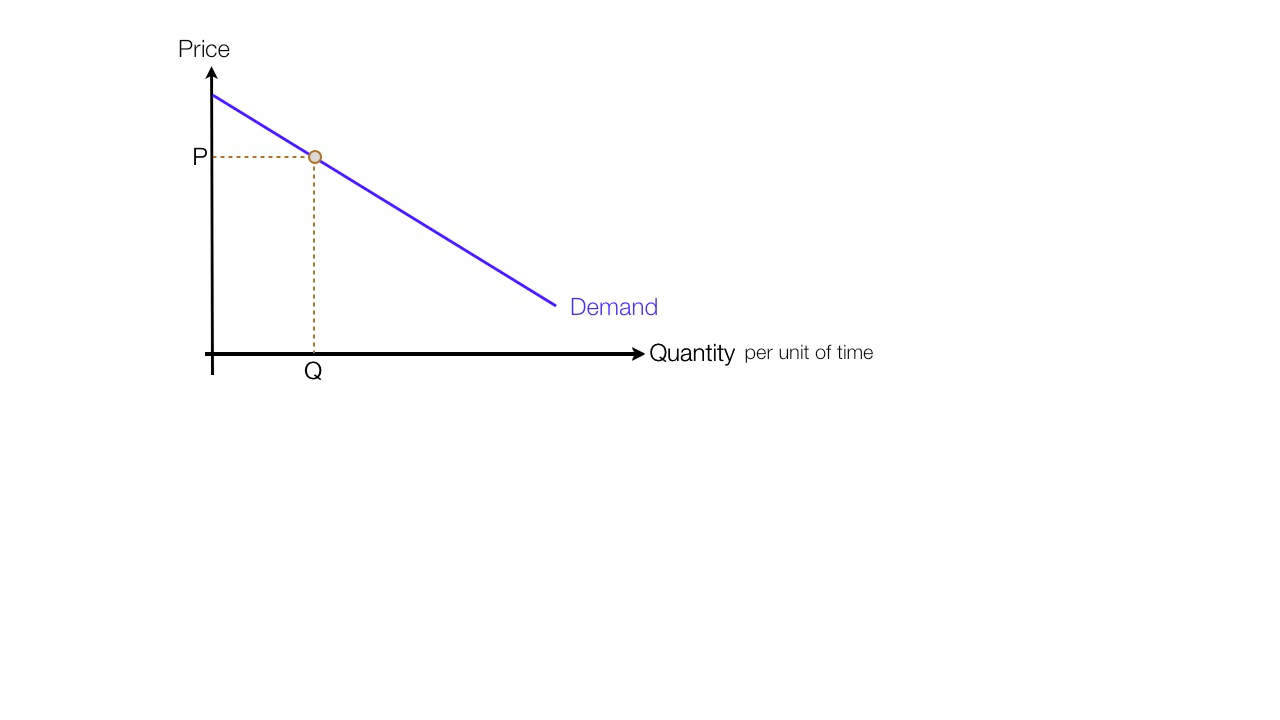 Price
P
Demand
Quantity per unit of time
Q